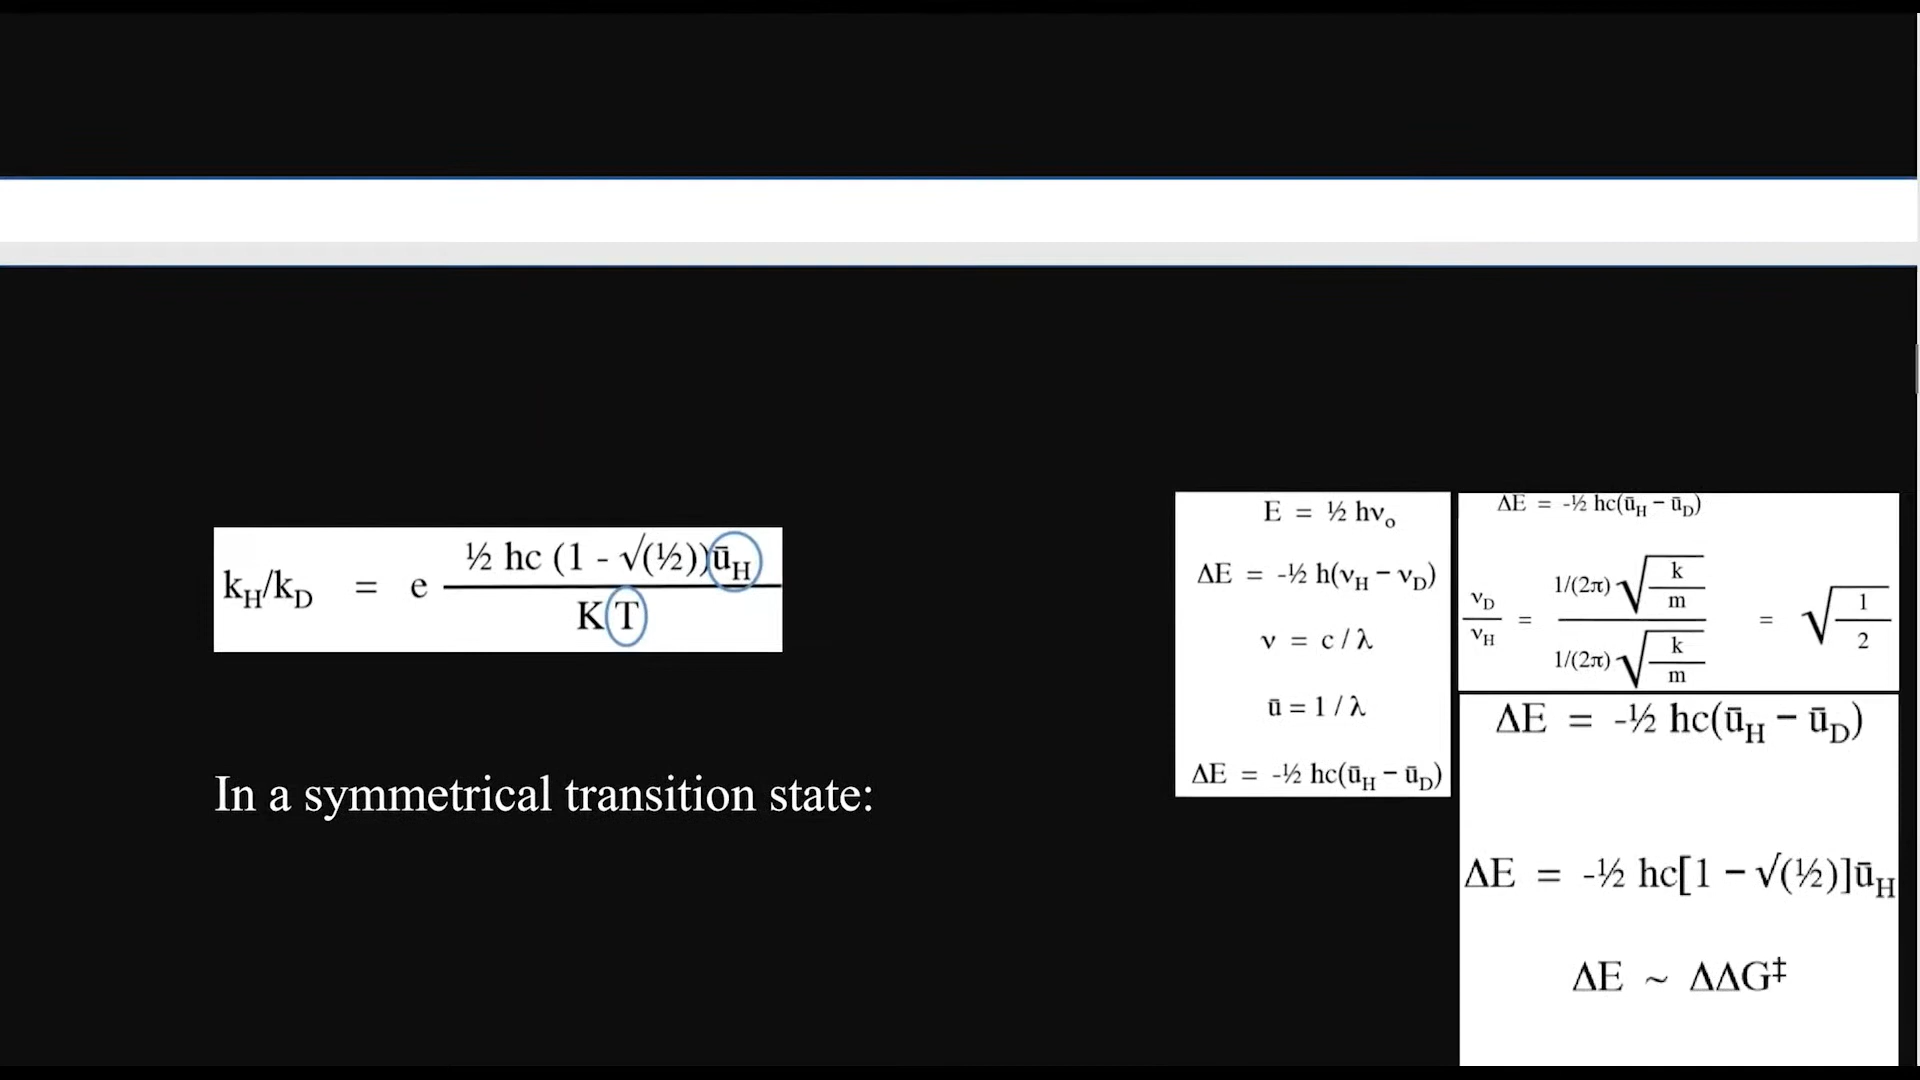 k_H/k_D = e ½ hc (1 - √(½))ū_H
K T
In a symmetrical transition state:
E = ½ hν_o
ΔE = -½ h(ν_H − ν_D)
ν = c / λ
ū = 1 / λ
ΔE = -½ hc(ū_H − ū_D)
ΔE = -½ hc(ū_H − ū_D)
ν_D
ν_H
=
1/(2π) √ k
m
1/(2π) √ k
m
= √ 1
2
ΔE = -½ hc(ū_H − ū_D)
ΔE = -½ hc[1 − √(½)]ū_H
ΔE ~ ΔΔG‡